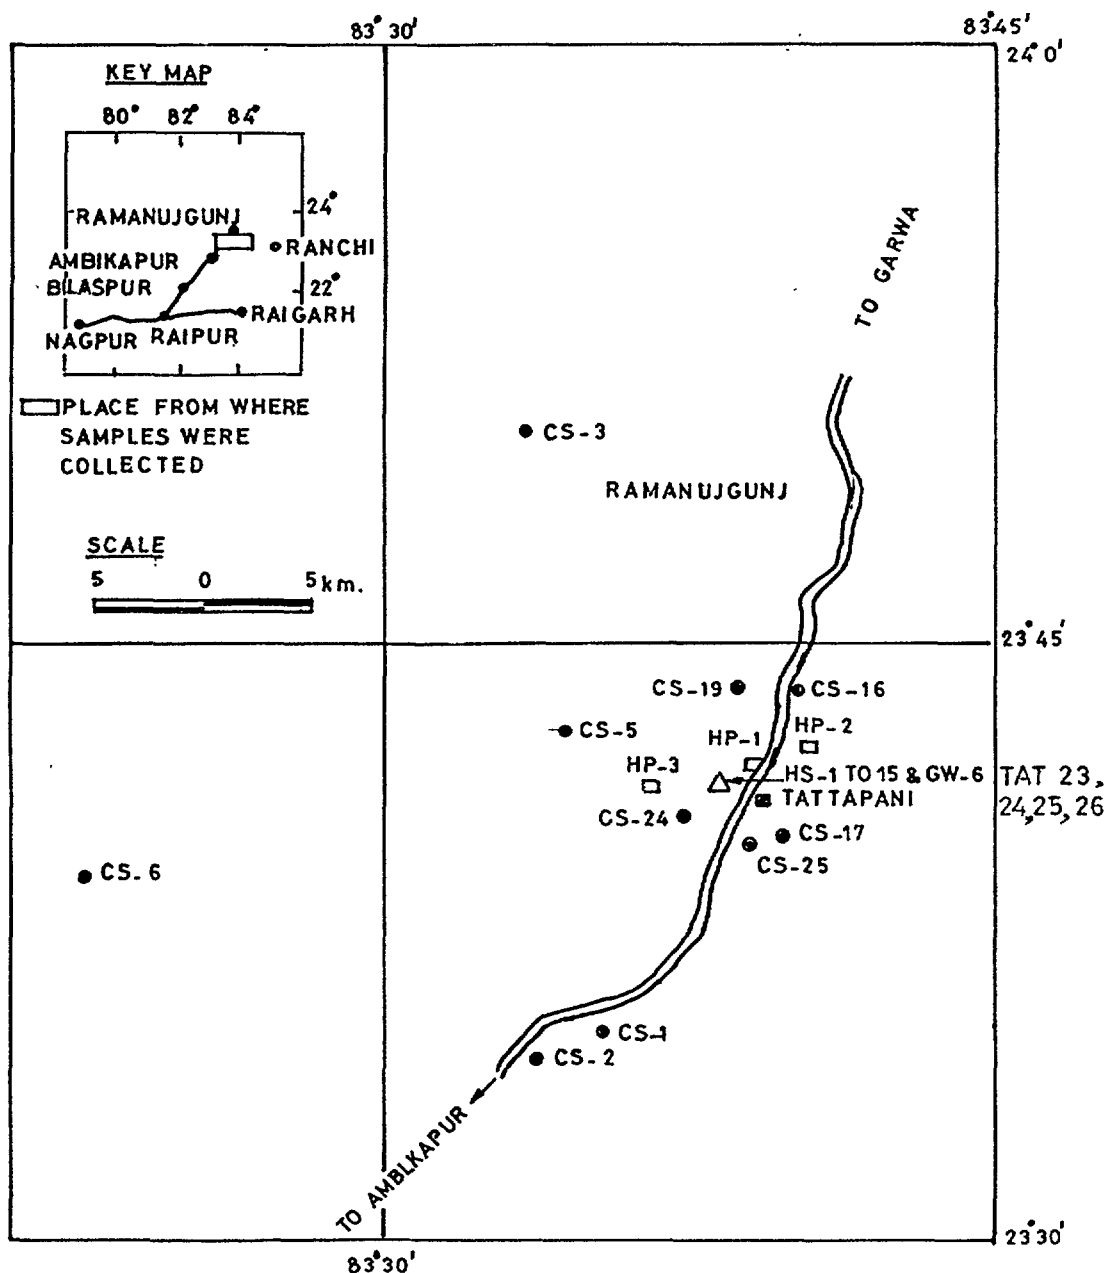 83° 30'
83° 45'
24° 0'
KEY MAP
80° 82° 84°
24°
RAMANUJGUNJ
RANCHI
AMBIKAPUR
BILASPUR
22°
RAIGARH
NAGPUR RAIPUR
PLACE FROM WHERE
SAMPLES WERE
COLLECTED
TO GARWA
CS-3
RAMANUJGUNJ
SCALE
5 0 5 km.
23° 45'
CS-19
CS-16
CS-5
HP-1
HP-2
HP-3
HS-1 TO 15 & GW-6
TAT 23,
24,25,26
TATTAPANI
CS-24
CS-17
CS-25
CS-6
CS-1
CS-2
TO AMBLKAPUR
23° 30'
83° 30'